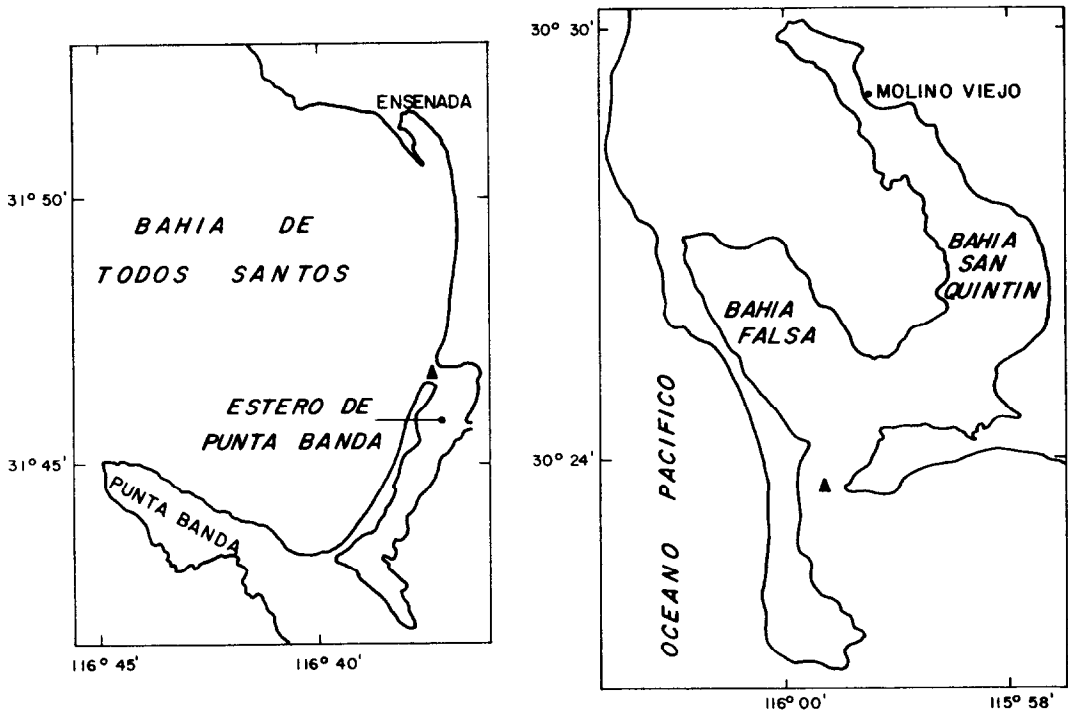 ENSENADA
31° 50'
BAHIA DE
TODOS SANTOS
ESTERO DE
PUNTA BANDA
31° 45'
PUNTA BANDA
116° 45'
116° 40'
30° 30'
MOLINO VIEJO
BAHIA
SAN
QUINTIN
BAHIA
FALSA
OCEANO PACIFICO
30° 24'
116° 00'
115° 58'